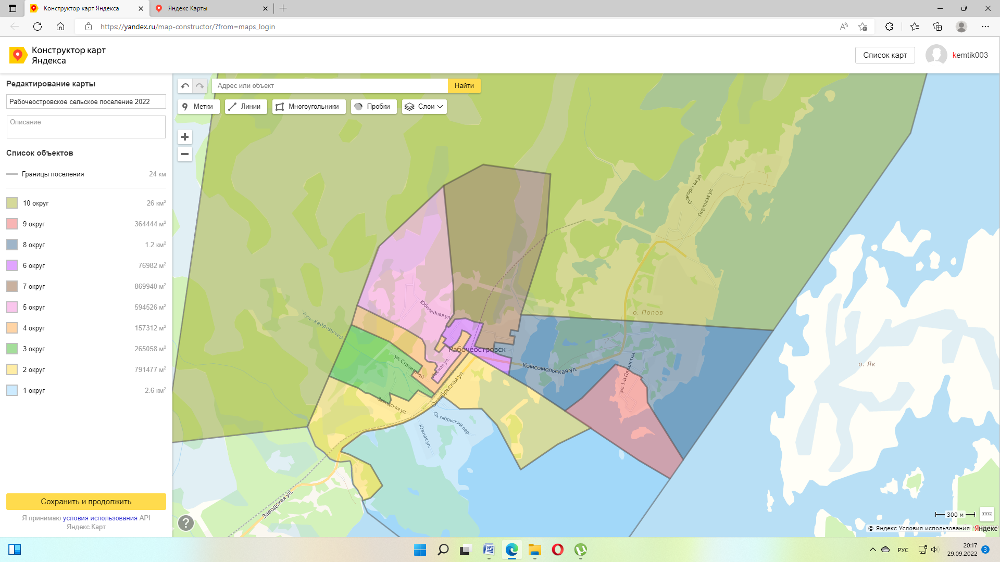 Конструктор карт Яндекса
Яндекс Карты
https://yandex.ru/map-constructor/?from=maps_login
Конструктор карт
Яндекса
Список карт
kemtik003
Редактирование карты
Рабочеостровское сельское поселение 2022
Описание
Список объектов
Границы поселения 24 км
10 округ 26 км²
9 округ 364444 м²
8 округ 1.2 км²
6 округ 76982 м²
7 округ 869940 м²
5 округ 594526 м²
4 округ 157312 м²
3 округ 265058 м²
2 округ 791477 м²
1 округ 2.6 км²
Сохранить и продолжить
Я принимаю условия использования API
Яндекс.Карт
Адрес или объект
Найти
Метки
Линии
Многоугольники
Пробки
Слои
Поморская ул.
Портовая ул.
о. Попов
Юбилейная ул.
руч. Кедроручей
Рабочеостровск
ул. Строителей
Лесная ул.
Комсомольская ул.
ул. 1-й Пятилетки
о. Як
Октябрьская ул.
Заводская ул.
Октябрьский пер.
Южная ул.
Заводская ул.
?
300 м
© Яндекс Условия использования Яндекс
РУС
20:17
29.09.2022
3